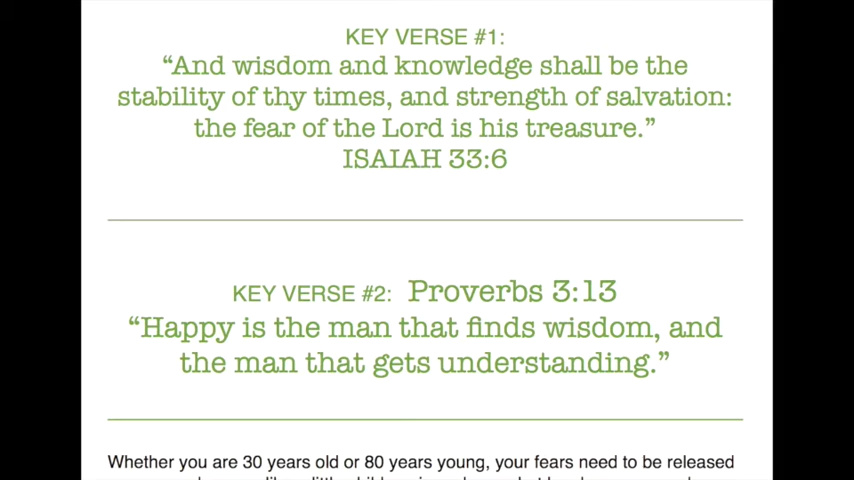 KEY VERSE #1:
“And wisdom and knowledge shall be the
stability of thy times, and strength of salvation:
the fear of the Lord is his treasure.”
ISAIAH 33:6
KEY VERSE #2: Proverbs 3:13
“Happy is the man that finds wisdom, and
the man that gets understanding.”
Whether you are 30 years old or 80 years young, your fears need to be released